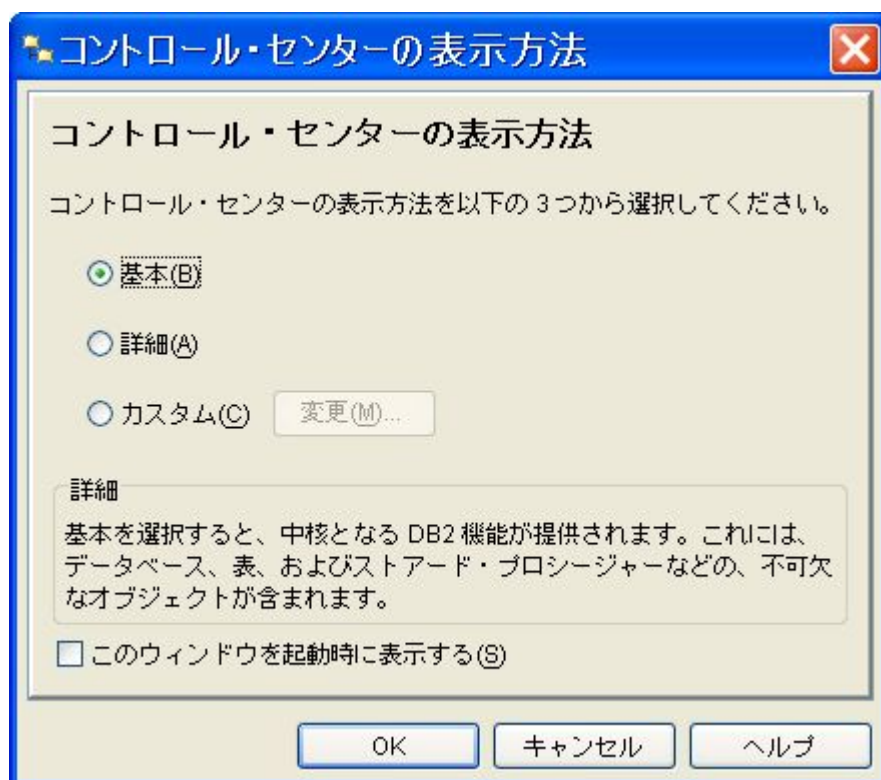 コントロール・センターの表示方法
コントロール・センターの表示方法
コントロール・センターの表示方法を以下の 3 つから選択してください。
基本(B)
詳細(A)
カスタム(C) 変更(M)...
詳細
基本を選択すると、中核となる DB2 機能が提供されます。これには、
データベース、表、およびストアード・プロシージャーなどの、不可欠
なオブジェクトが含まれます。
このウィンドウを起動時に表示する(S)
OK キャンセル ヘルプ